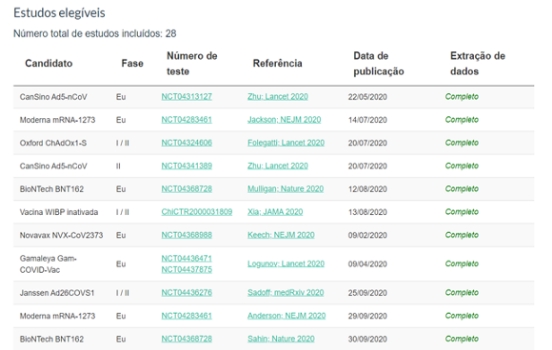 Estudos elegíveis
Número total de estudos incluídos: 28
Candidato Fase Número de teste Referência Data de publicação Extração de dados
CanSino Ad5-nCoV Eu NCT04313127 Zhu; Lancet 2020 22/05/2020 Completo
Moderna mRNA-1273 Eu NCT04283461 Jackson; NEJM 2020 14/07/2020 Completo
Oxford ChAdOx1-S I / II NCT04324606 Folegatti; Lancet 2020 20/07/2020 Completo
CanSino Ad5-nCoV II NCT04341389 Zhu; Lancet 2020 20/07/2020 Completo
BioNTech BNT162 Eu NCT04368728 Mulligan; Nature 2020 12/08/2020 Completo
Vacina WIBP inativada I / II ChiCTR2000031809 Xia; JAMA 2020 13/08/2020 Completo
Novavax NVX-CoV2373 Eu NCT04368988 Keech; NEJM 2020 09/02/2020 Completo
Gamaleya Gam-COVID-Vac Eu NCT04436471 NCT04437875 Logunov; Lancet 2020 09/04/2020 Completo
Janssen Ad26COVS1 I / II NCT04436276 Sadoff; medRxiv 2020 25/09/2020 Completo
Moderna mRNA-1273 Eu NCT04283461 Anderson; NEJM 2020 29/09/2020 Completo
BioNTech BNT162 Eu NCT04368728 Sahin; Nature 2020 30/09/2020 Completo